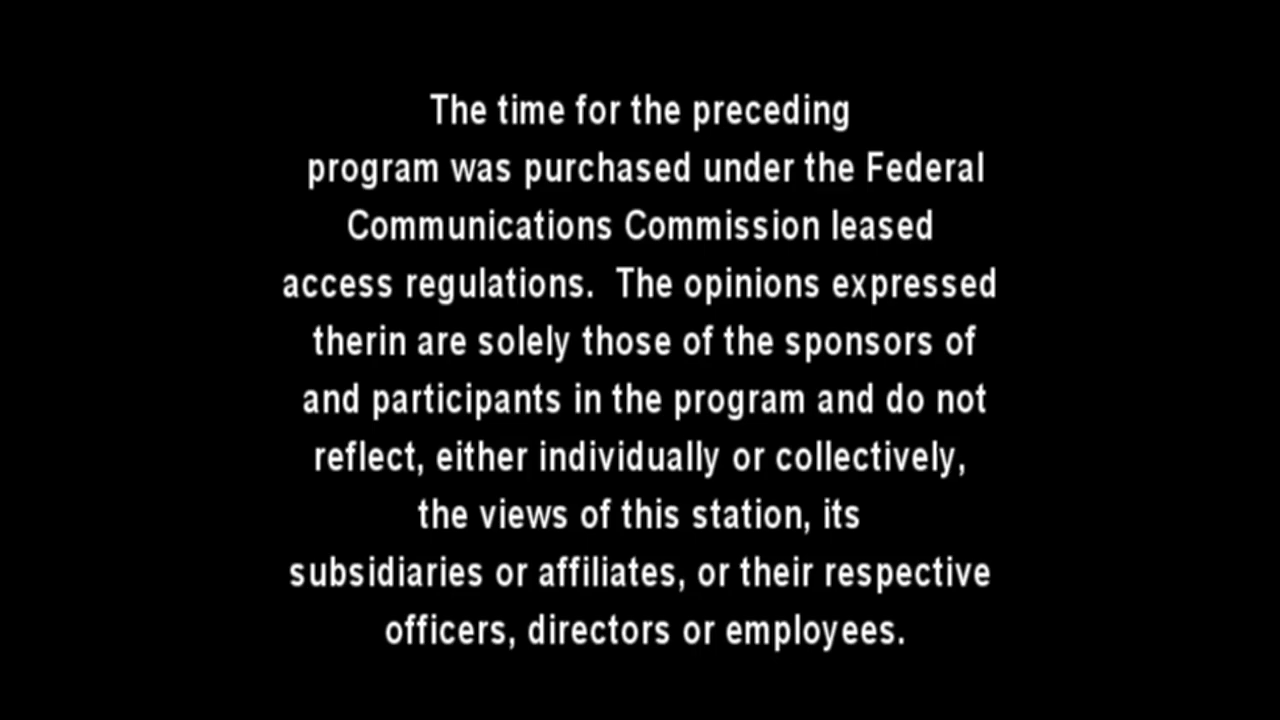 The time for the preceding
program was purchased under the Federal
Communications Commission leased
access regulations.  The opinions expressed
therin are solely those of the sponsors of
and participants in the program and do not
reflect, either individually or collectively,
the views of this station, its
subsidiaries or affiliates, or their respective
officers, directors or employees.